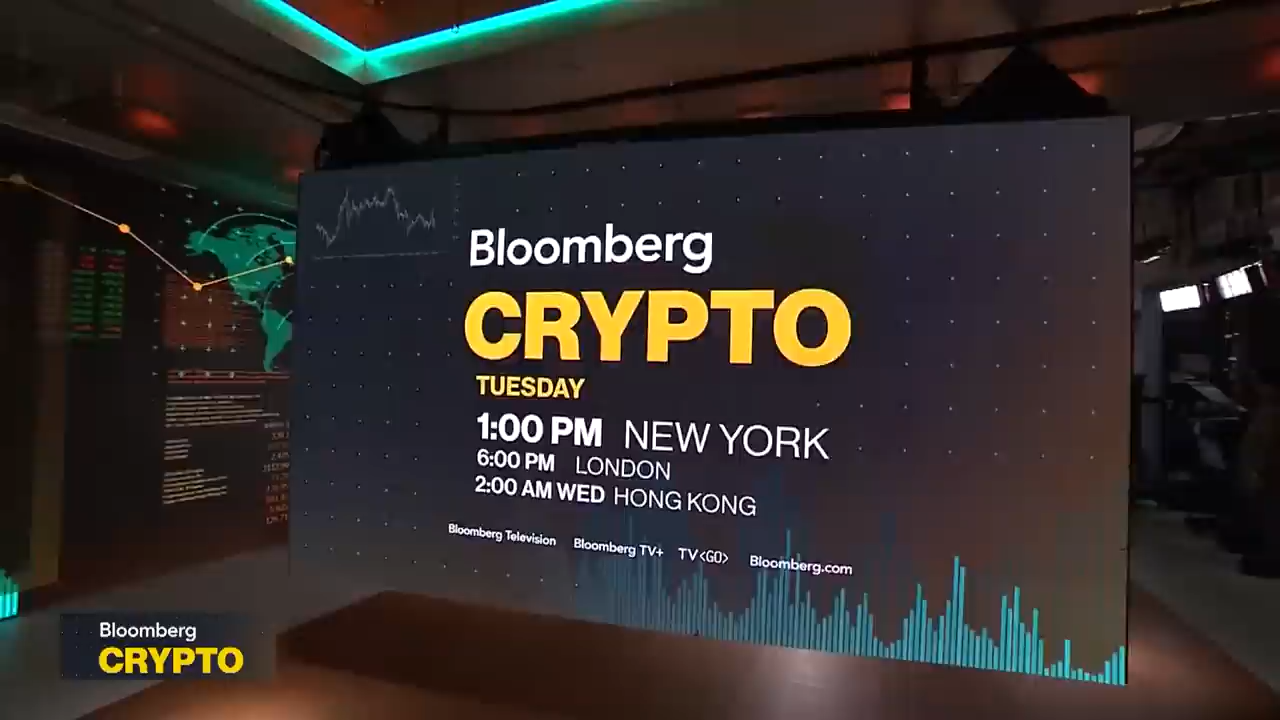 Bloomberg
CRYPTO
TUESDAY
1:00 PM NEW YORK
6:00 PM LONDON
2:00 AM WED HONG KONG
Bloomberg Television Bloomberg TV+ TV<GO> Bloomberg.com
Bloomberg
CRYPTO